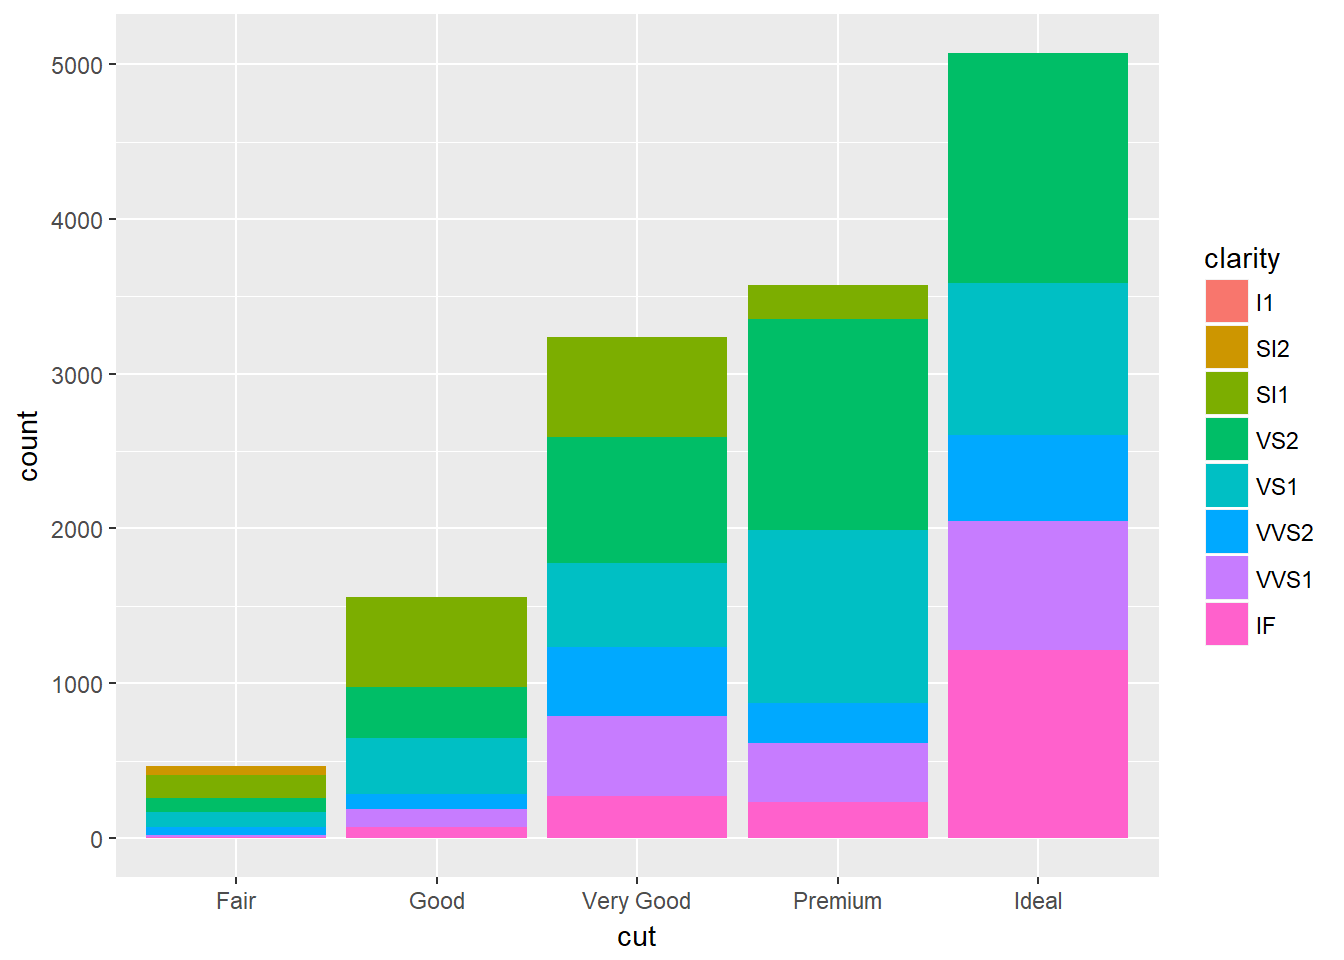 5000
4000
3000
2000
1000
0
count
Fair Good Very Good Premium Ideal
cut
clarity
I1
SI2
SI1
VS2
VS1
VVS2
VVS1
IF